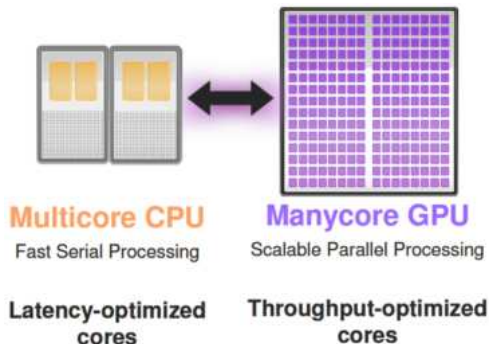 Multicore CPU
Manycore GPU
Fast Serial Processing
Scalable Parallel Processing
Latency-optimized
cores
Throughput-optimized
cores